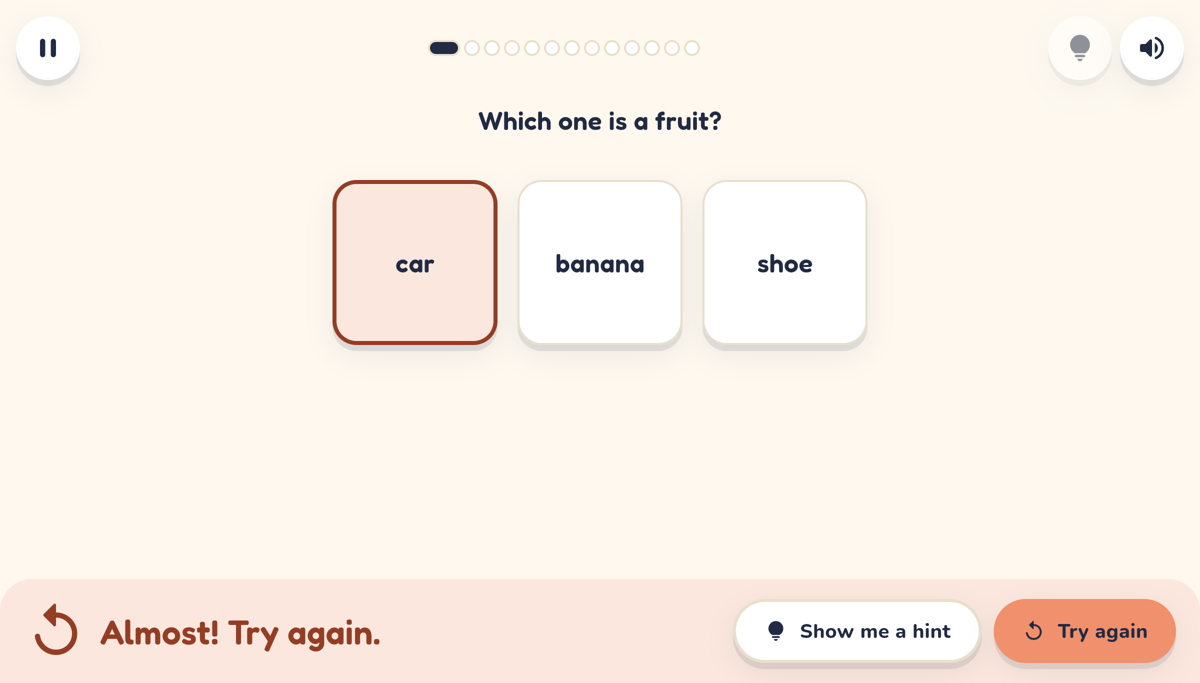 Which one is a fruit?
car
banana
shoe
Almost! Try again.
Show me a hint
Try again